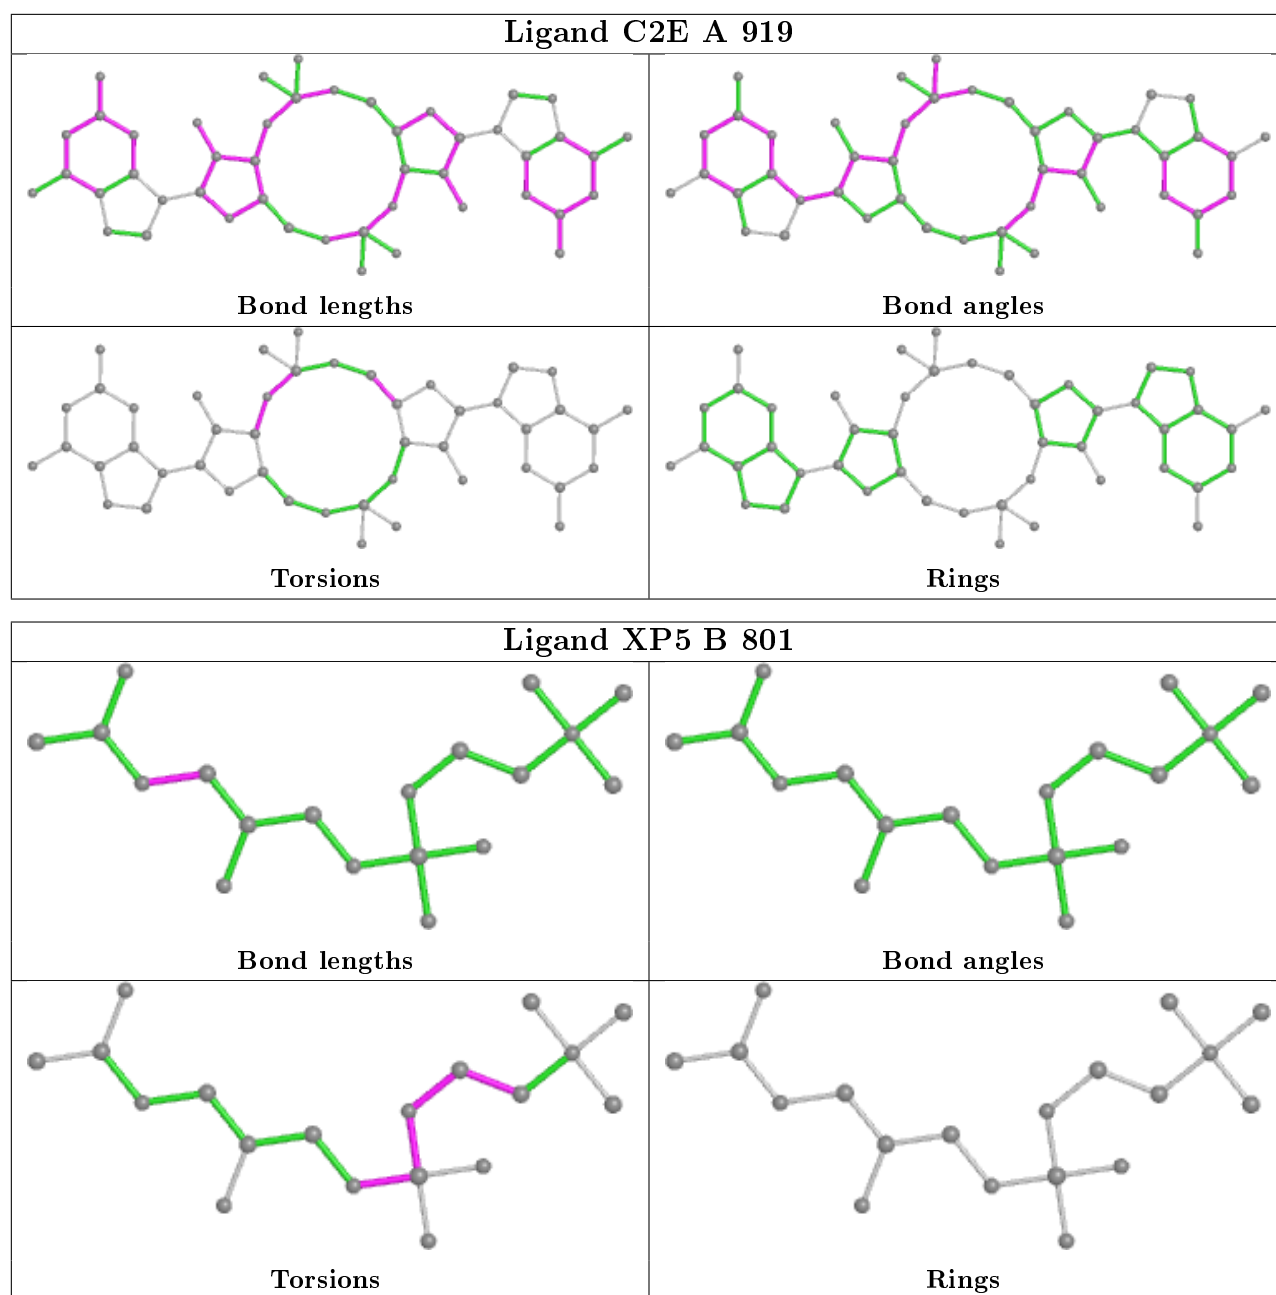 Ligand C2E A 919
Bond lengths
Bond angles
Torsions
Rings
Ligand XP5 B 801
Bond lengths
Bond angles
Torsions
Rings